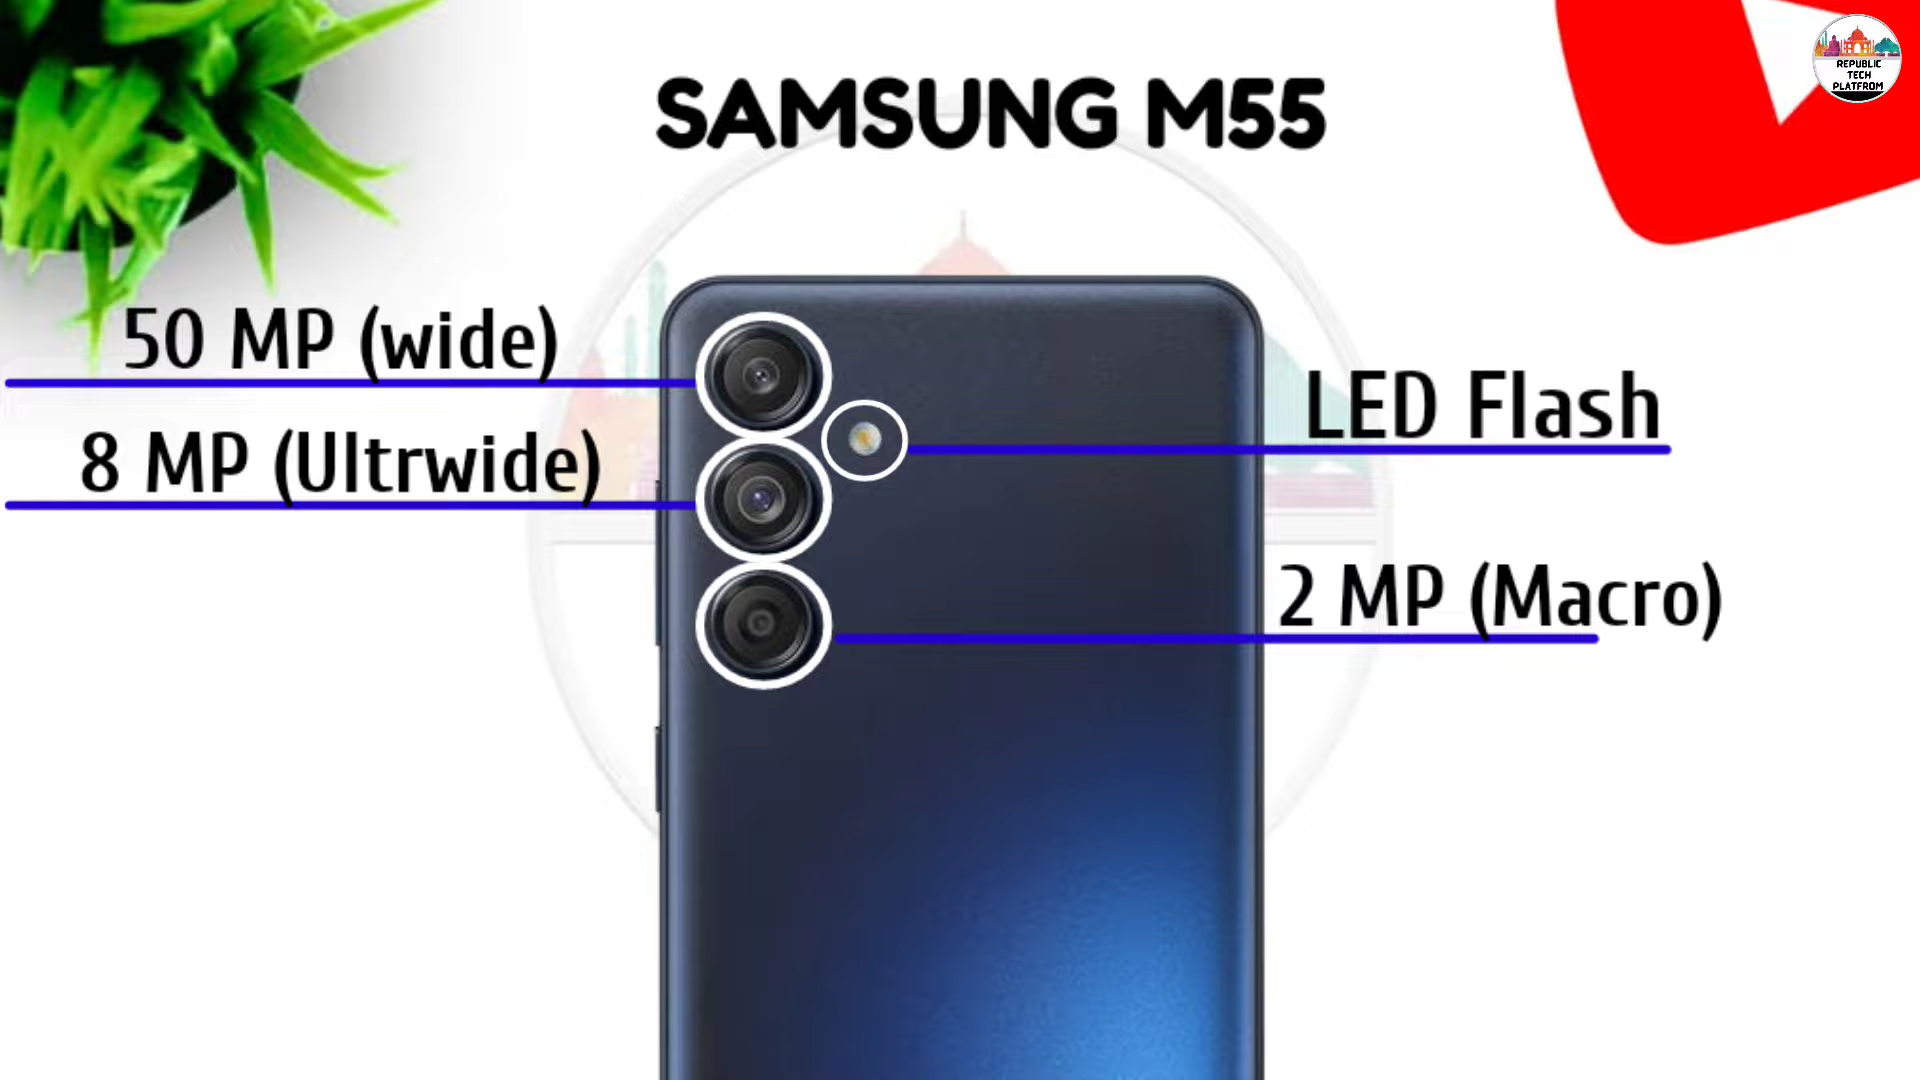 SAMSUNG M55
REPUBLIC
TECH
PLATFROM
50 MP (wide)
LED Flash
8 MP (Ultrwide)
2 MP (Macro)